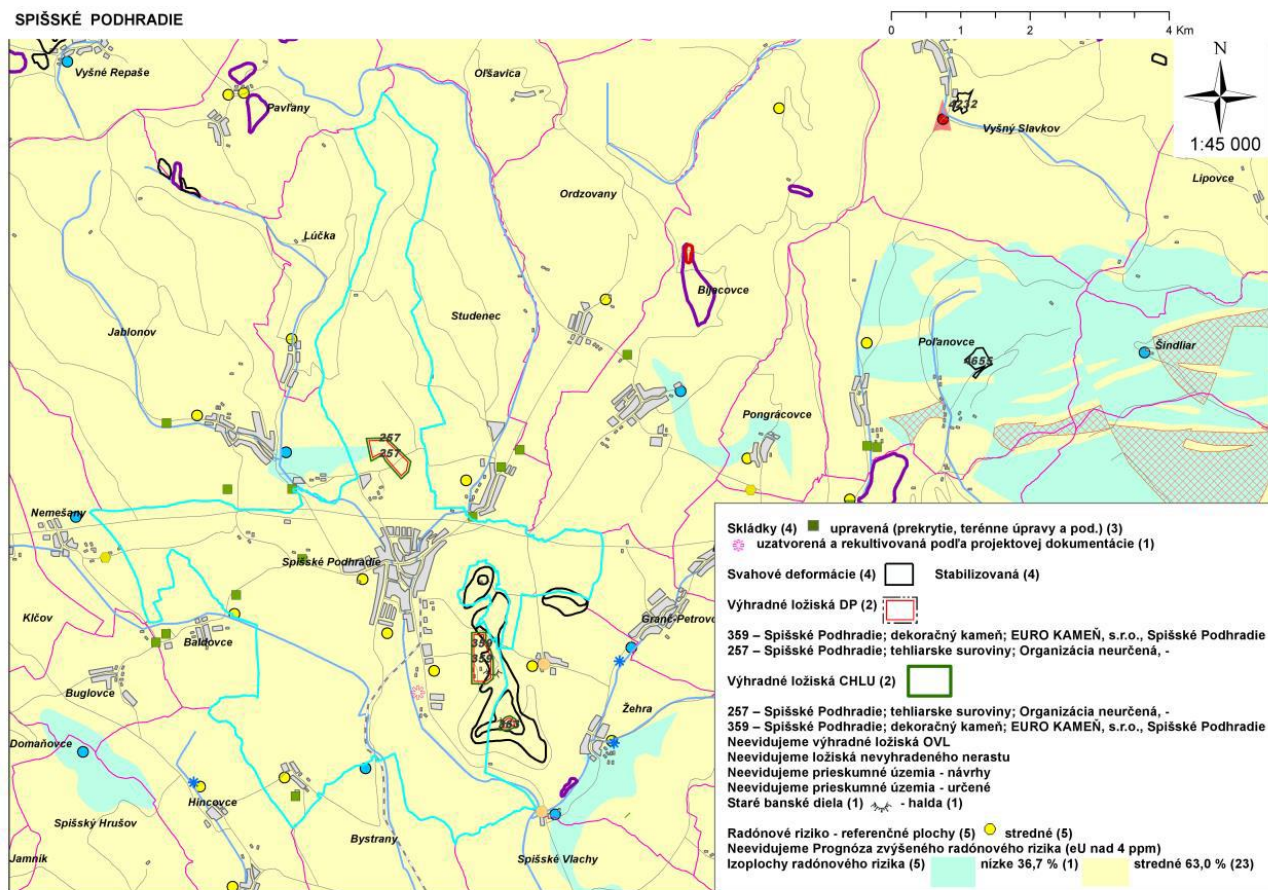 SPIŠSKÉ PODHRADIE
0 1 2 4 Km
N
1:45 000
Vyšné Repaše
Pavľany
Oľšavica
4232
Vyšný Slavkov
Lipovce
Ordzovany
Lúčka
Bijacovce
Jablonov
Studenec
Poľanovce
4655
Šindliar
Pongrácovce
257
257
Nemešany
Spišské Podhradie
Klčov
Baldovce
Granč-Petrovce
359
359
Buglovce
Žehra
Domaňovce
Hincovce
Spišský Hrušov
Bystrany
Jamník
Spišské Vlachy
Skládky (4) upravená (prekrytie, terénne úpravy a pod.) (3)
uzatvorená a rekultivovaná podľa projektovej dokumentácie (1)
Svahové deformácie (4) Stabilizovaná (4)
Výhradné ložiská DP (2)
359 – Spišské Podhradie; dekoračný kameň; EURO KAMEŇ, s.r.o., Spišské Podhradie
257 – Spišské Podhradie; tehliarske suroviny; Organizácia neurčená, -
Výhradné ložiská CHLU (2)
257 – Spišské Podhradie; tehliarske suroviny; Organizácia neurčená, -
359 – Spišské Podhradie; dekoračný kameň; EURO KAMEŇ, s.r.o., Spišské Podhradie
Neevidujeme výhradné ložiská OVL
Neevidujeme ložiská nevyhradeného nerastu
Neevidujeme prieskumné územia - návrhy
Neevidujeme prieskumné územia - určené
Staré banské diela (1) - halda (1)
Radónové riziko - referenčné plochy (5) stredné (5)
Neevidujeme Prognóza zvýšeného radónového rizika (eU nad 4 ppm)
Izoplochy radónového rizika (5) nízke 36,7 % (1) stredné 63,0 % (23)